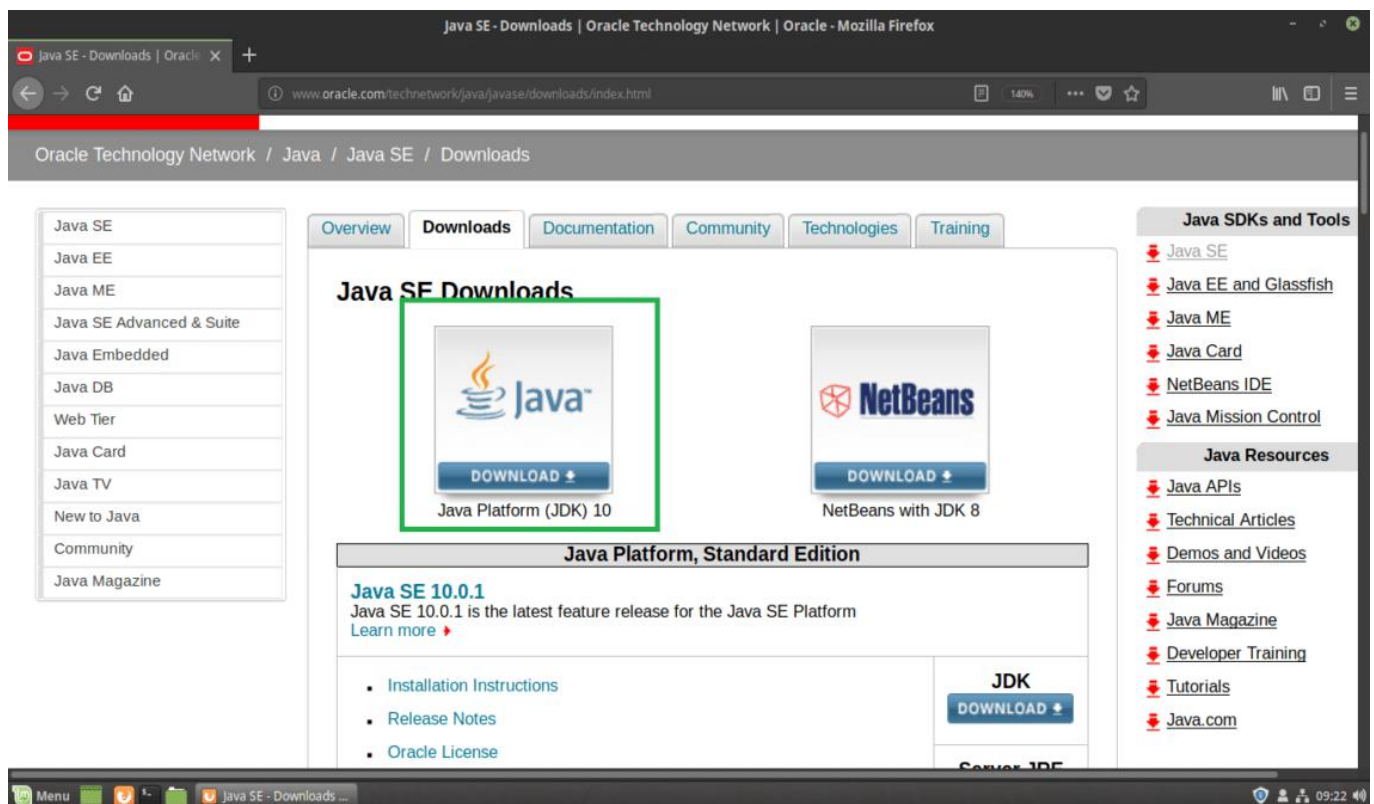 Java SE - Downloads | Oracle Technology Network | Oracle - Mozilla Firefox
Java SE - Downloads | Oracle
www.oracle.com/technetwork/java/javase/downloads/index.html
140%
Oracle Technology Network / Java / Java SE / Downloads
Java SE
Java EE
Java ME
Java SE Advanced & Suite
Java Embedded
Java DB
Web Tier
Java Card
Java TV
New to Java
Community
Java Magazine
Overview
Downloads
Documentation
Community
Technologies
Training
Java SE Downloads
Java™
DOWNLOAD
Java Platform (JDK) 10
NetBeans
DOWNLOAD
NetBeans with JDK 8
Java Platform, Standard Edition
Java SE 10.0.1
Java SE 10.0.1 is the latest feature release for the Java SE Platform
Learn more
Installation Instructions
Release Notes
Oracle License
JDK
DOWNLOAD
Server JRE
Java SDKs and Tools
Java SE
Java EE and Glassfish
Java ME
Java Card
NetBeans IDE
Java Mission Control
Java Resources
Java APIs
Technical Articles
Demos and Videos
Forums
Java Magazine
Developer Training
Tutorials
Java.com
Menu
Java SE - Downloads ...
09:22